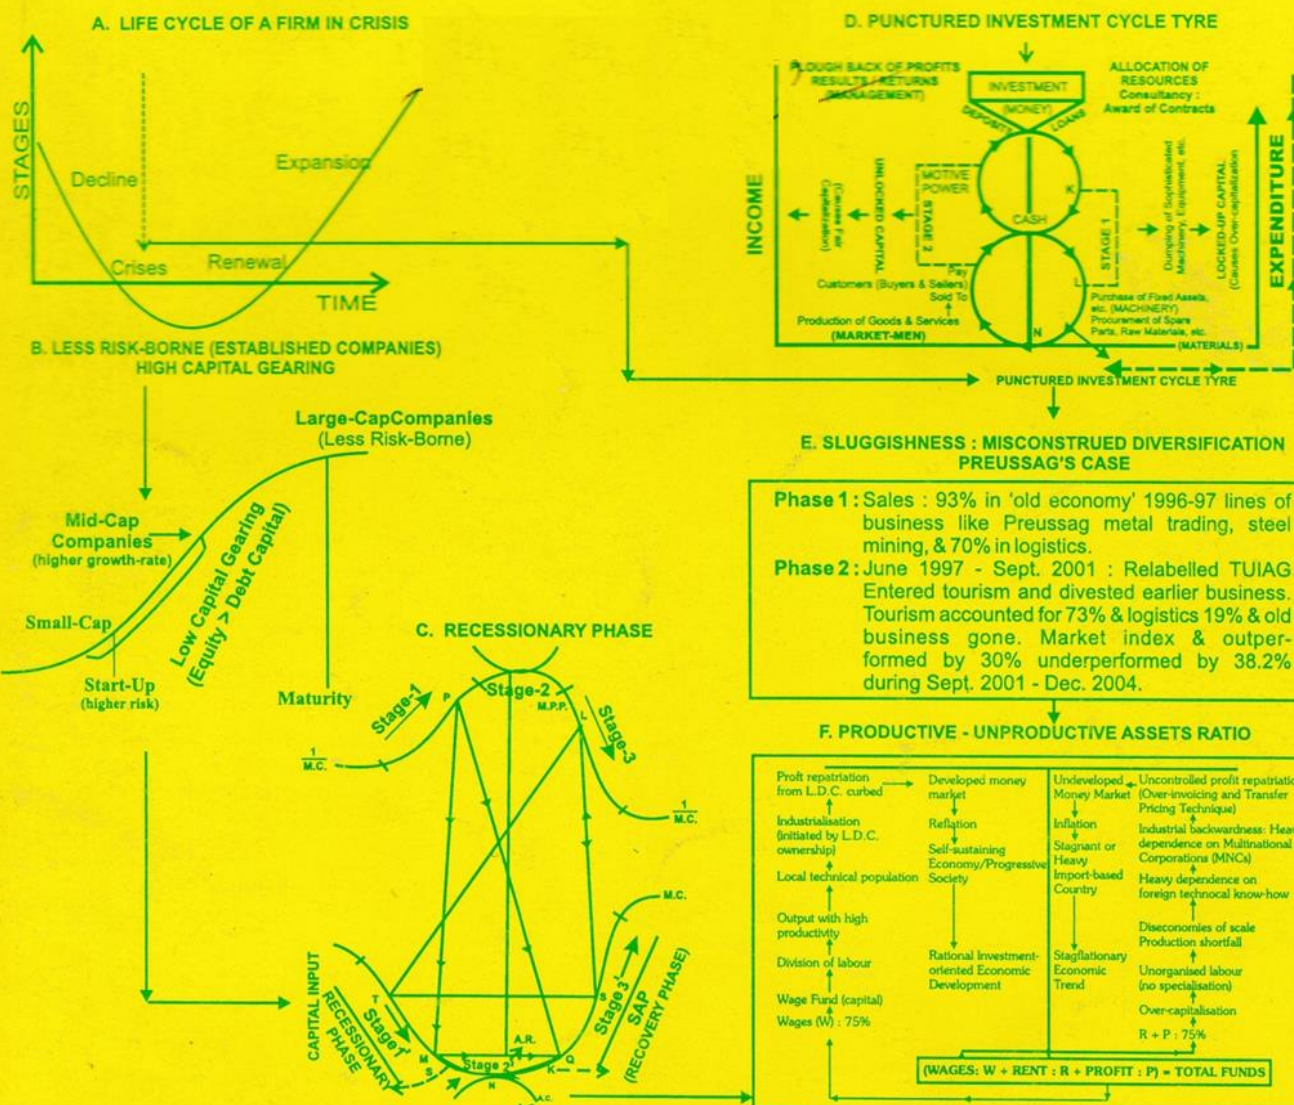 A. LIFE CYCLE OF A FIRM IN CRISIS
STAGES
Decline
Expansion
Crises
Renewal
TIME
B. LESS RISK-BORNE (ESTABLISHED COMPANIES)
HIGH CAPITAL GEARING
Large-CapCompanies
(Less Risk-Borne)
Mid-Cap
Companies
(higher growth-rate)
Low Capital Gearing
(Equity > Debt Capital)
Small-Cap
Start-Up
(higher risk)
Maturity
C. RECESSIONARY PHASE
Stage-1
P
Stage-2
M.P.P.
L
Stage-3
1
M.C.
1
M.C.
M.C.
CAPITAL INPUT
RECESSIONARY
PHASE
T
Stage1'
M
S
Stage 2'
A.R.
N
Q
K
A.C.
S
Stage3'
SAP
(RECOVERY PHASE)
D. PUNCTURED INVESTMENT CYCLE TYRE
PLOUGH BACK OF PROFITS
RESULTS / RETURNS
(MANAGEMENT)
INVESTMENT
(MONEY)
DEPOSITS
LOANS
ALLOCATION OF
RESOURCES
Consultancy :
Award of Contracts
INCOME
(Causes Fair
Capitalization)
UNLOCKED CAPITAL
STAGE 2
MOTIVE
POWER
K
CASH
STAGE 1
Dumping of Sophisticated
Machinery, Equipment, etc.
LOCKED-UP CAPITAL
(Causes Over-capitalization
EXPENDITURE
Pay
Customers (Buyers & Sellers)
Sold To
Production of Goods & Services
(MARKET-MEN)
L
N
Purchase of Fixed Assets,
etc. (MACHINERY)
Procurement of Spare
Parts, Raw Materials, etc.
(MATERIALS)
PUNCTURED INVESTMENT CYCLE TYRE
E. SLUGGISHNESS : MISCONSTRUED DIVERSIFICATION
PREUSSAG'S CASE
Phase 1 : Sales : 93% in 'old economy' 1996-97 lines of
business like Preussag metal trading, steel
mining, & 70% in logistics.
Phase 2 : June 1997 - Sept. 2001 : Relabelled TUIAG
Entered tourism and divested earlier business.
Tourism accounted for 73% & logistics 19% & old
business gone. Market index & outper-
formed by 30% underperformed by 38.2%
during Sept. 2001 - Dec. 2004.
F. PRODUCTIVE - UNPRODUCTIVE ASSETS RATIO
Proft repatriation
from L.D.C. curbed
Industrialisation
(initiated by L.D.C.
ownership)
Local technical population
Output with high
productivity
Division of labour
Wage Fund (capital)
Wages (W) : 75%
Developed money
market
Reflation
Self-sustaining
Economy/Progressive
Society
Rational Investment-
oriented Economic
Development
Undeveloped
Money Market
Inflation
Stagnant or
Heavy
Import-based
Country
Stagflationary
Economic
Trend
Uncontrolled profit repatriatio
(Over-invoicing and Transfer
Pricing Technique)
Industrial backwardness: Heav
dependence on Multinational
Corporations (MNCs)
Heavy dependence on
foreign technocal know-how
Diseconomies of scale
Production shortfall
Unorganised labour
(no specialisation)
Over-capitalisation
R + P : 75%
(WAGES: W + RENT : R + PROFIT : P) = TOTAL FUNDS